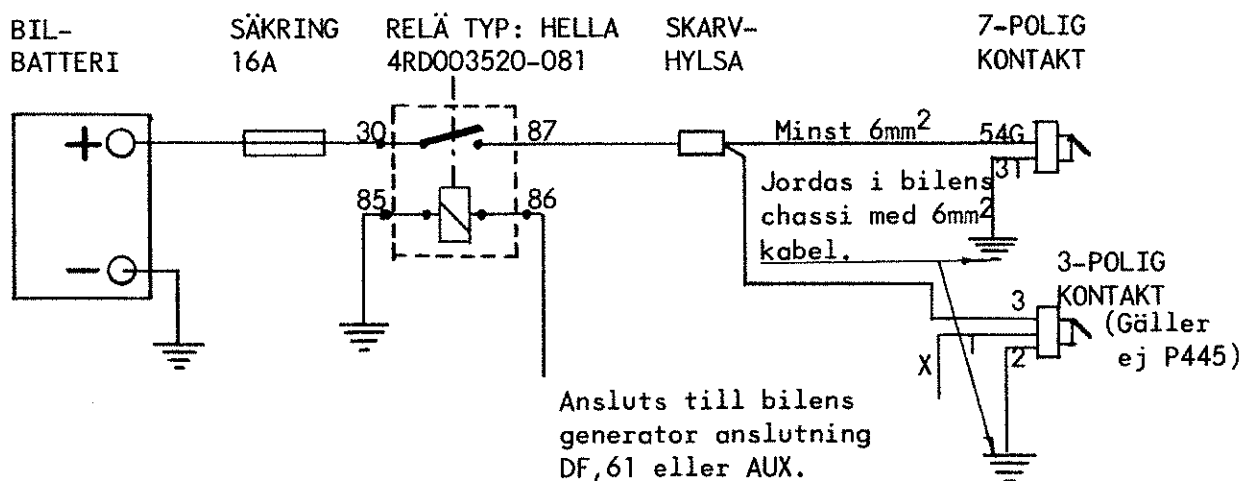 BIL-
BATTERI
SÄKRING
16A
RELÄ TYP: HELLA
4RD003520-081
SKARV-
HYLSA
7-POLIG
KONTAKT
+
30
87
Minst 6mm²
54G
31
85
86
Jordas i bilens
chassi med 6mm²
kabel.
-
3-POLIG
KONTAKT
(Gäller
ej P445)
3
1
X
2
Ansluts till bilens
generator anslutning
DF,61 eller AUX.